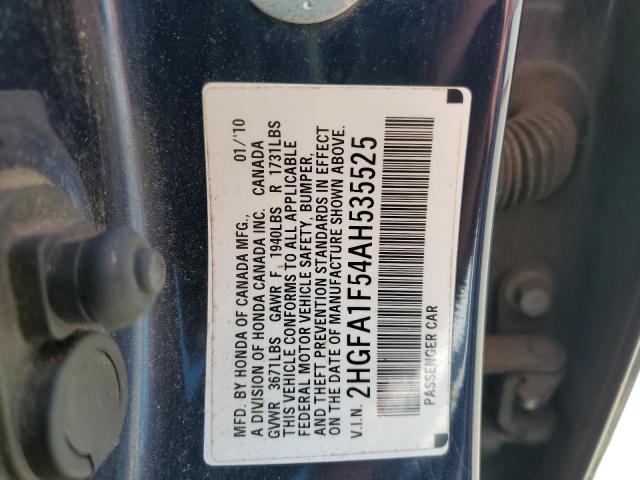 MFD. BY HONDA OF CANADA MFG., 01/'10
A DIVISION OF HONDA CANADA INC. CANADA
GVWR 3671LBS GAWR F 1940LBS R 1731LBS
THIS VEHICLE CONFORMS TO ALL APPLICABLE
FEDERAL MOTOR VEHICLE SAFETY, BUMPER,
AND THEFT PREVENTION STANDARDS IN EFFECT
ON THE DATE OF MANUFACTURE SHOWN ABOVE.
V.I.N. 2HGFA1F54AH535525
PASSENGER CAR